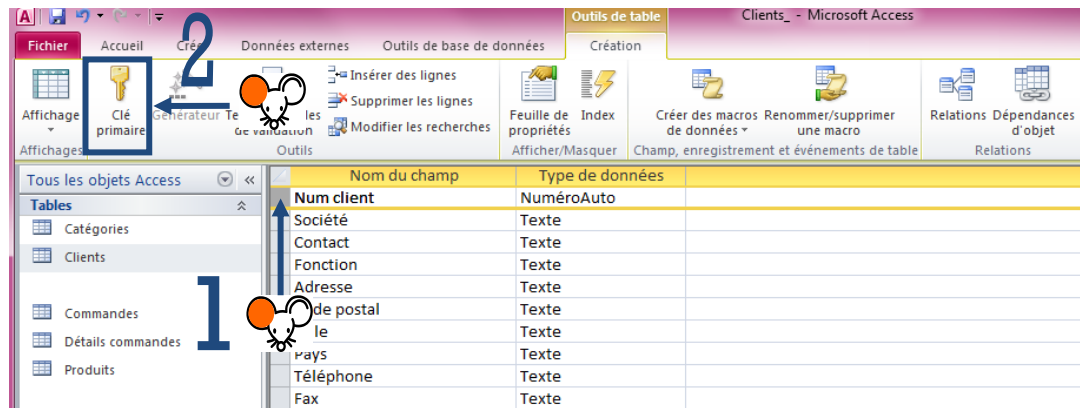 A
Outils de table
Clients_ - Microsoft Access
Fichier Accueil Données externes Outils de base de données Création
2
Insérer des lignes
Supprimer les lignes
Modifier les recherches
Affichage
Clé primaire
Générateur
de validation
les
Feuille de propriétés
Index
Créer des macros de données
Renommer/supprimer une macro
Relations
Dépendances d'objet
Affichages
Outils
Afficher/Masquer
Champ, enregistrement et événements de table
Relations
Tous les objets Access
Tables
Catégories
Clients
Commandes
Détails commandes
Produits
1
Nom du champ Type de données
Num client NuméroAuto
Société Texte
Contact Texte
Fonction Texte
Adresse Texte
de postal Texte
le Texte
Pays Texte
Téléphone Texte
Fax Texte